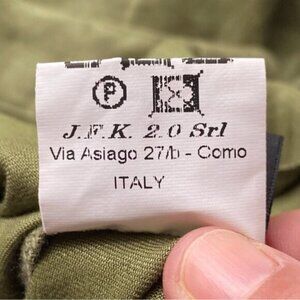 P
J.F.K. 2.0 Srl
Via Asiago 27/b - Como
ITALY